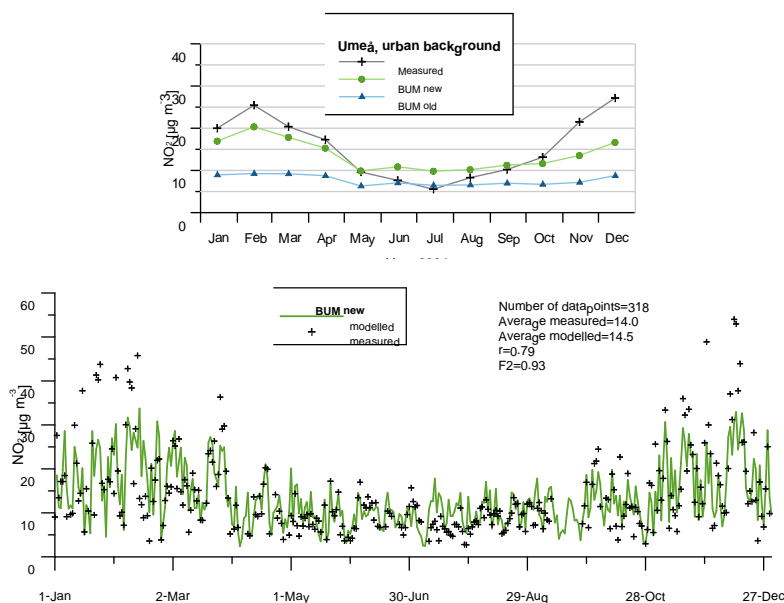 Umeå, urban background
Measured
BUM new
BUM old
NO2 [µg m-3]
40
30
20
10
0
Jan Feb Mar Apr May Jun Jul Aug Sep Oct Nov Dec
BUM new
modelled
measured
Number of datapoints=318
Average measured=14.0
Average modelled=14.5
r=0.79
F2=0.93
NO2 [µg m-3]
60
50
40
30
20
10
0
1-Jan 2-Mar 1-May 30-Jun 29-Aug 28-Oct 27-Dec